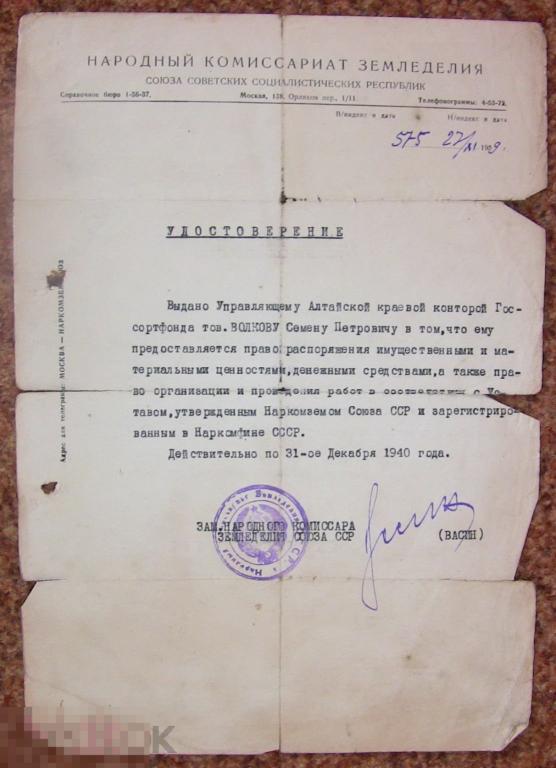 НАРОДНЫЙ КОМИССАРИАТ ЗЕМЛЕДЕЛИЯ
СОЮЗА СОВЕТСКИХ СОЦИАЛИСТИЧЕСКИХ РЕСПУБЛИК
Справочное бюро 1-56-37. Москва, 139, Орликов пер., 1/11. Телефонограммы: 4-53-72.
П/индекс и дата Н/индекс и дата
575 27/XI 1939.
УДОСТОВЕРЕНИЕ
Выдано Управляющему Алтайской краевой конторой Гос-
сортфонда тов. ВОЛКОВУ Семену Петровичу в том,что ему
предоставляется право распоряжения имущественными и ма-
териальными ценностями,денежными средствами,а также пра-
во организации и проведения работ в соответствии с Ус-
тавом,утвержденным Наркомземом Союза ССР и зарегистриро-
ванным в Наркомфине СССР.
Действительно по 31-ое Декабря 1940 года.
ЗАМ.НАРОДНОГО КОМИССАРА
ЗЕМЛЕДЕЛИЯ СОЮЗА ССР (ВАСИН)
Адрес для телеграмм: МОСКВА — НАРКОМЗЕМ